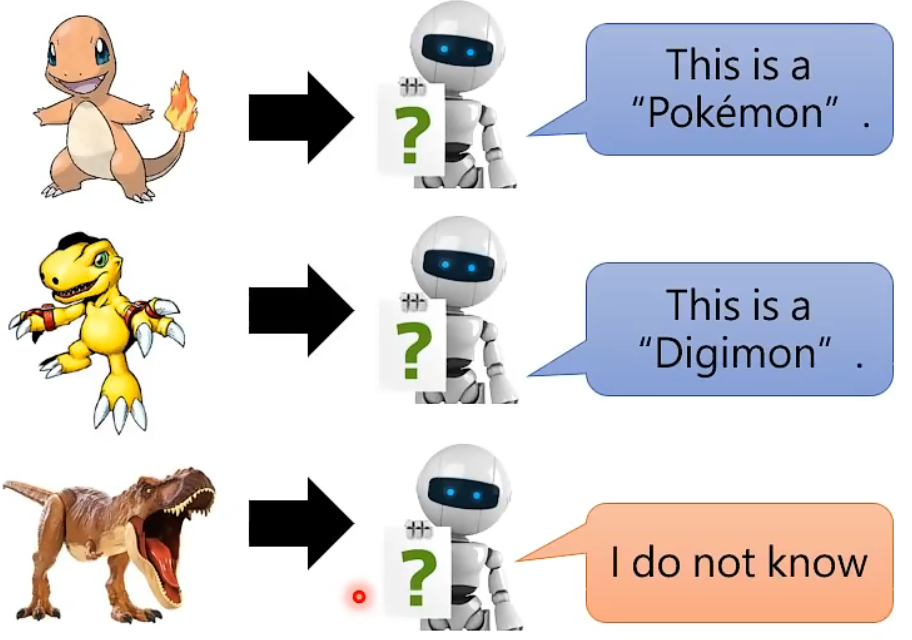 ?
This is a
“Pokémon” .
?
This is a
“Digimon” .
?
I do not know